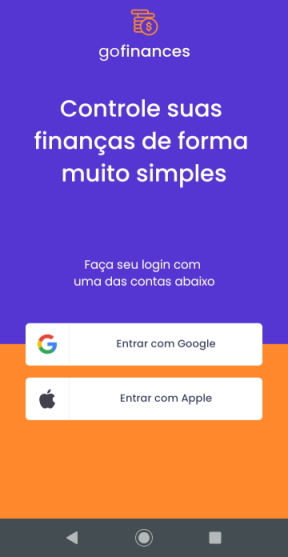 gofinances
Controle suas
finanças de forma
muito simples
Faça seu login com
uma das contas abaixo
Entrar com Google
Entrar com Apple